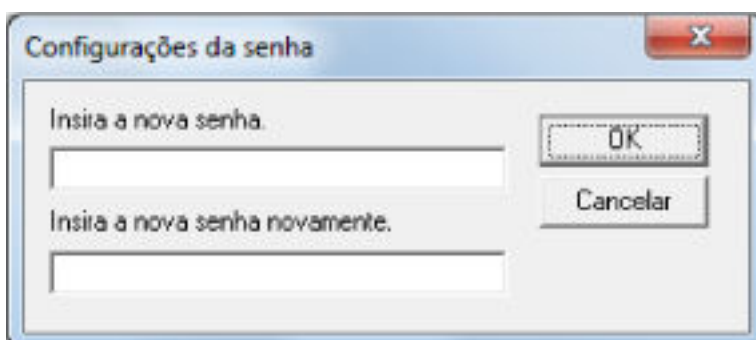 Configurações da senha
Insira a nova senha.
OK
Cancelar
Insira a nova senha novamente.